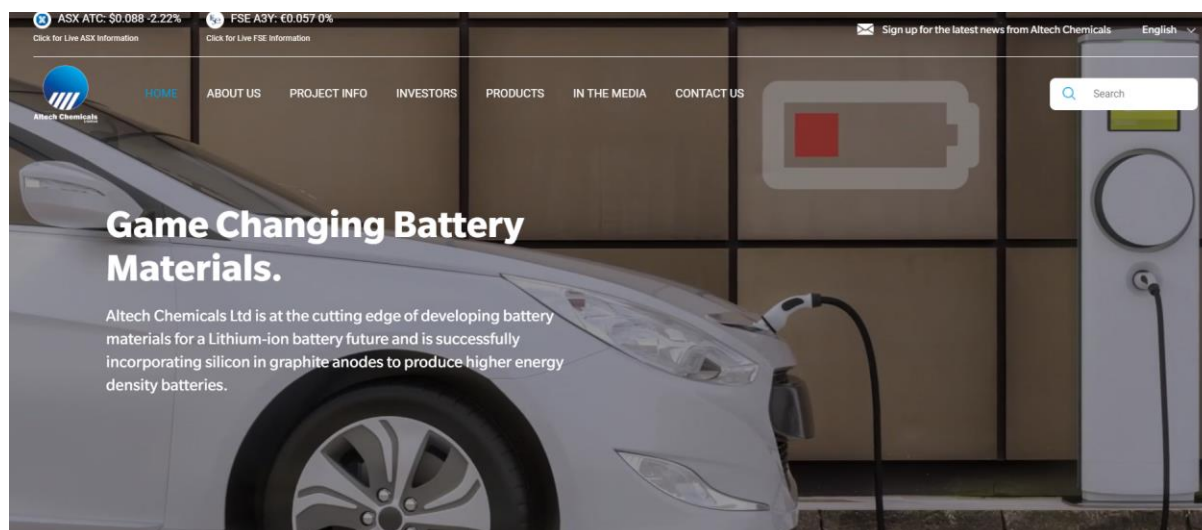 ASX ATC: $0.088 -2.22%
FSE A3Y: €0.057 0%
Click for Live ASX Information
Click for Live FSE Information
Sign up for the latest news from Altech Chemicals
English
Altech Chemicals
Limited
HOME
ABOUT US
PROJECT INFO
INVESTORS
PRODUCTS
IN THE MEDIA
CONTACT US
Search
Game Changing Battery
Materials.
Altech Chemicals Ltd is at the cutting edge of developing battery
materials for a Lithium-ion battery future and is successfully
incorporating silicon in graphite anodes to produce higher energy
density batteries.